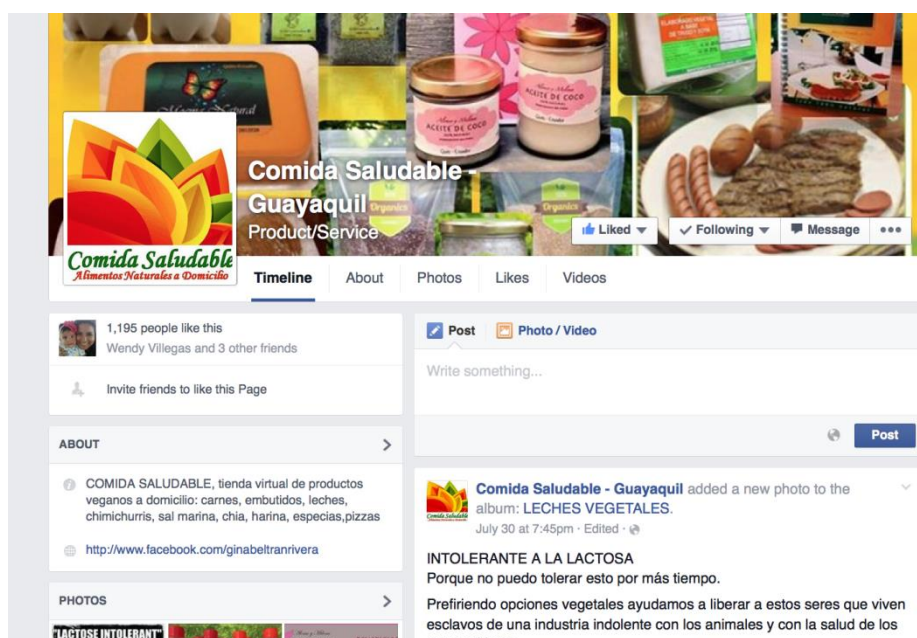 Magia Natural
ACEITE DE COCO
ACEITE DE COCO
Organics
Organics
Comida Saludable -
Guayaquil
Product/Service
Liked
Following
Message
Comida Saludable
Alimentos Naturales a Domicilio
Timeline
About
Photos
Likes
Videos
1,195 people like this
Wendy Villegas and 3 other friends
Invite friends to like this Page
ABOUT
COMIDA SALUDABLE, tienda virtual de productos
veganos a domicilio: carnes, embutidos, leches,
chimichurris, sal marina, chia, harina, especias,pizzas
http://www.facebook.com/ginabeltranrivera
PHOTOS
"LACTOSE INTOLERANT"
Post
Photo / Video
Write something...
Post
Comida Saludable - Guayaquil added a new photo to the
album: LECHES VEGETALES.
July 30 at 7:45pm · Edited ·
INTOLERANTE A LA LACTOSA
Porque no puedo tolerar esto por más tiempo.
Prefiriendo opciones vegetales ayudamos a liberar a estos seres que viven
esclavos de una industria indolente con los animales y con la salud de los